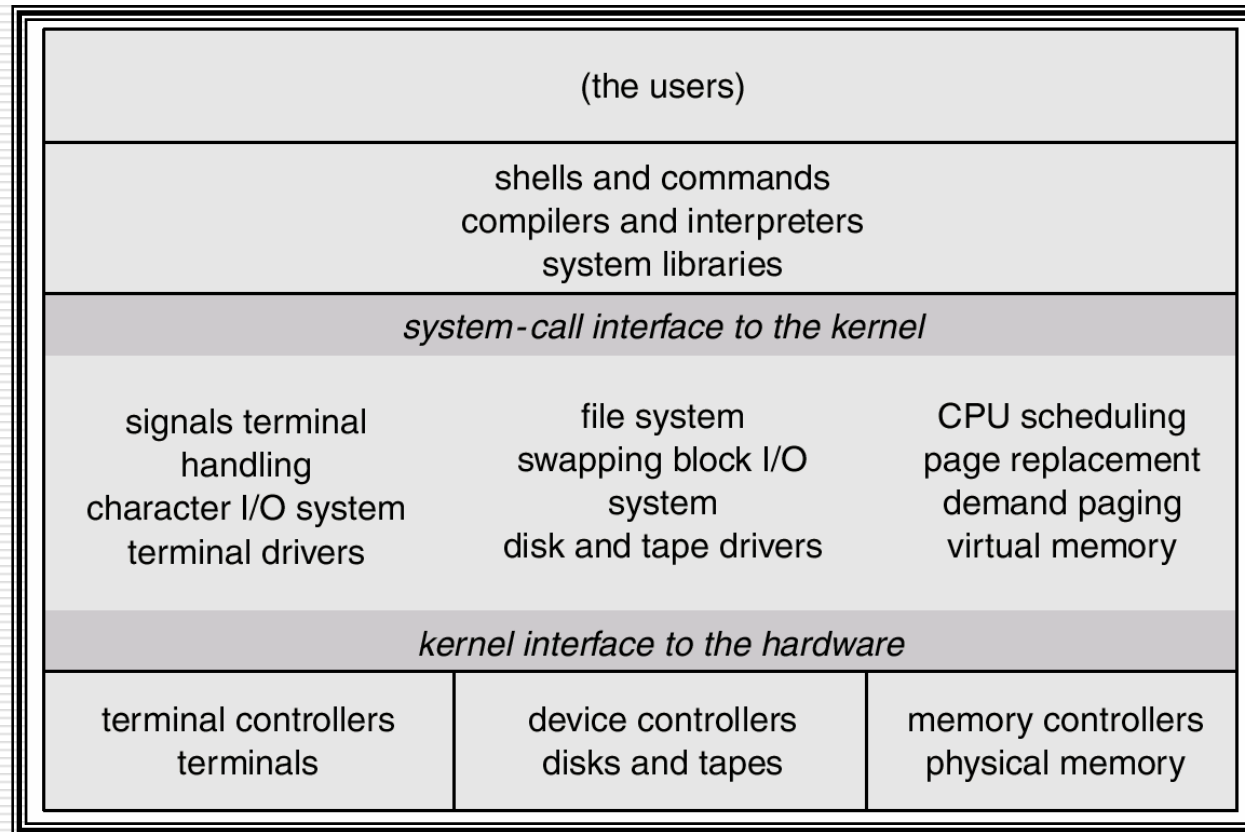 (the users)
shells and commands
compilers and interpreters
system libraries
system-call interface to the kernel
signals terminal
handling
character I/O system
terminal drivers
file system
swapping block I/O
system
disk and tape drivers
CPU scheduling
page replacement
demand paging
virtual memory
kernel interface to the hardware
terminal controllers
terminals
device controllers
disks and tapes
memory controllers
physical memory